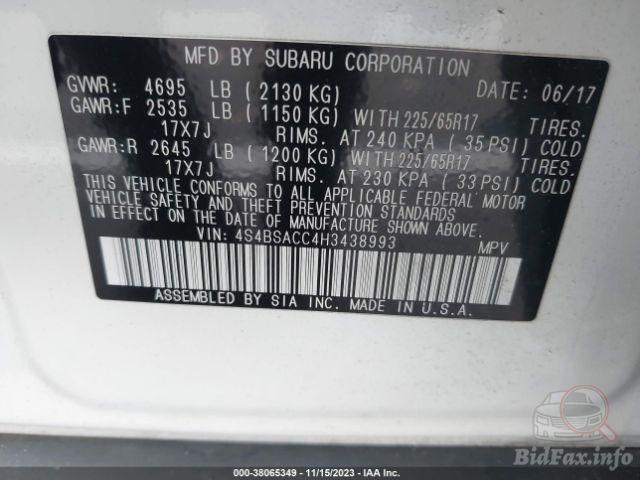 MFD BY SUBARU CORPORATION
GVWR: 4695 LB (2130 KG) DATE: 06/17
GAWR:F 2535 LB (1150 KG) WITH 225/65R17 TIRES.
17X7J RIMS. AT 240 KPA (35 PSI) COLD
GAWR:R 2645 LB (1200 KG) WITH 225/65R17 TIRES.
17X7J RIMS. AT 230 KPA (33 PSI) COLD
THIS VEHICLE CONFORMS TO ALL APPLICABLE FEDERAL MOTOR
VEHICLE SAFETY AND THEFT PREVENTION STANDARDS
IN EFFECT ON THE DATE OF MANUFACTURE SHOWN ABOVE.
VIN: 4S4BSACC4H3438993 MPV
ASSEMBLED BY SIA INC. MADE IN U.S.A.
BidFax.info
000-38065349 - 11/15/2023 - IAA Inc.